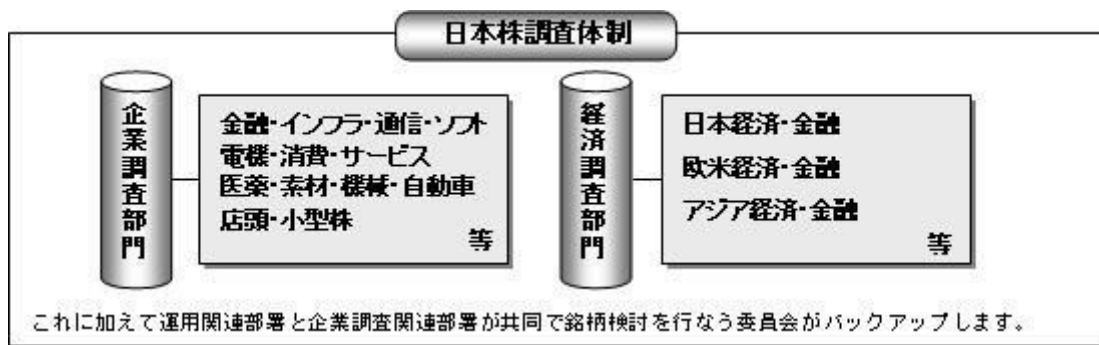 日本株調査体制
企業調査部門
金融・インフラ・通信・ソフト
電機・消費・サービス
医薬・素材・機械・自動車
店頭・小型株
等
経済調査部門
日本経済・金融
欧米経済・金融
アジア経済・金融
等
これに加えて運用関連部署と企業調査関連部署が共同で銘柄検討を行なう委員会がバックアップします。